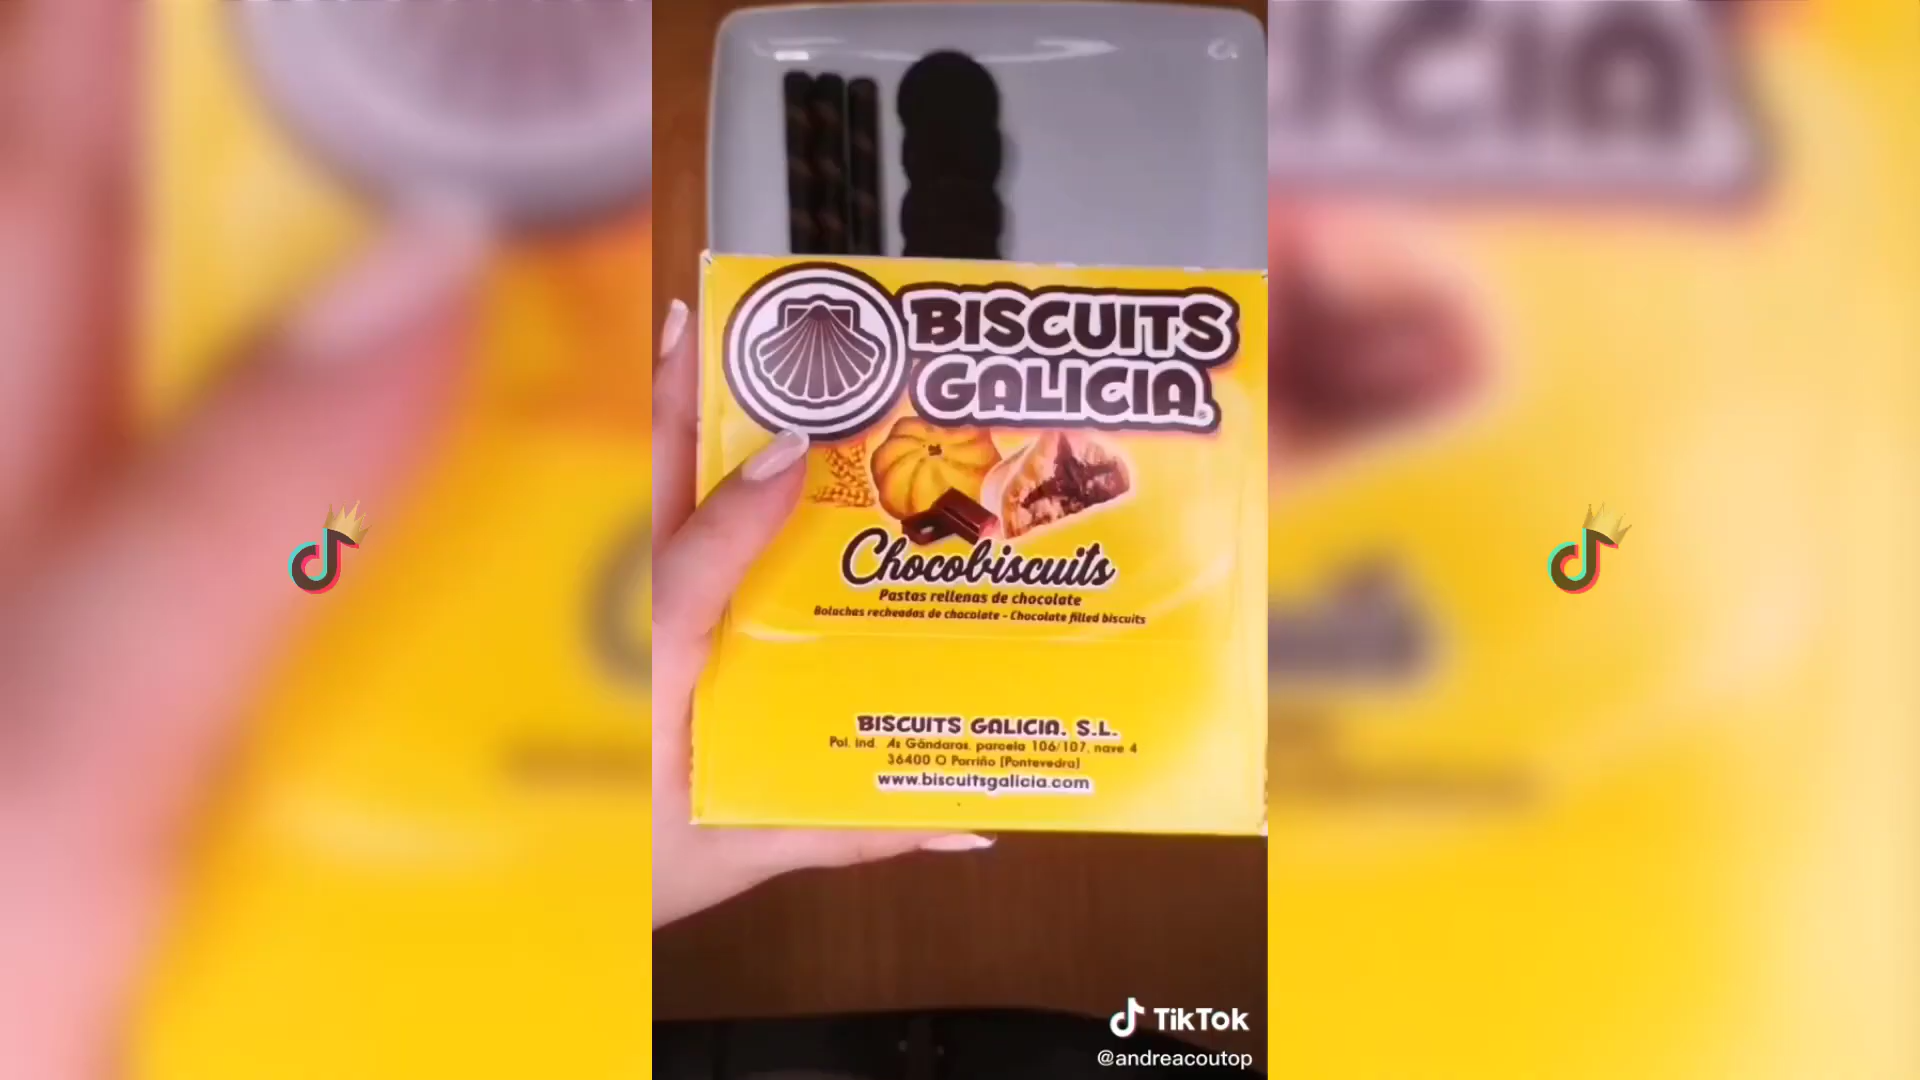 BISCUITS
GALICIA®
Chocobiscuits
Pastas rellenas de chocolate
Bolachas recheadas de chocolate - Chocolate filled biscuits
BISCUITS GALICIA, S.L.
Pol. Ind. As Gándaras, parcela 106/107, nave 4
36400 O Porriño (Pontevedra)
www.biscuitsgalicia.com
TikTok
@andreacoutop